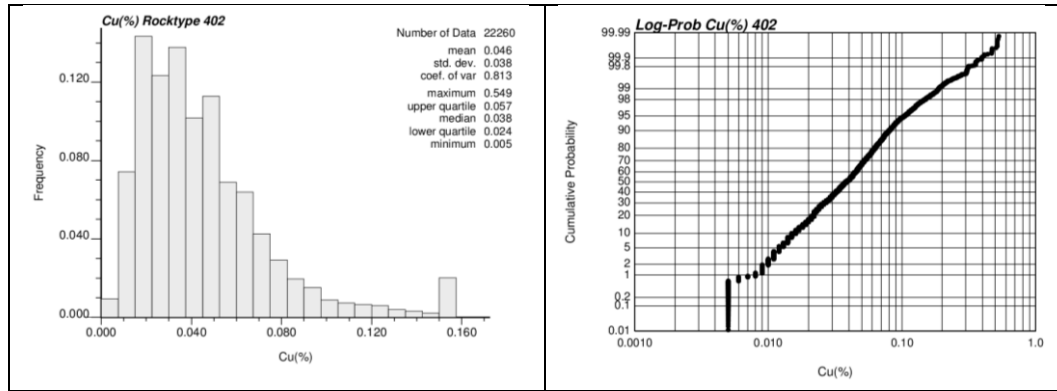 Cu(%) Rocktype 402
Number of Data 22260
mean 0.046
std. dev. 0.038
coef. of var 0.813
maximum 0.549
upper quartile 0.057
median 0.038
lower quartile 0.024
minimum 0.005
Frequency
0.120
0.080
0.040
0.000
0.000 0.040 0.080 0.120 0.160
Cu(%)
Log-Prob Cu(%) 402
Cumulative Probability
99.99
99.9
99.8
99
98
95
90
80
70
60
50
40
30
20
10
5
2
1
0.2
0.1
0.01
0.0010 0.010 0.10 1.0
Cu(%)